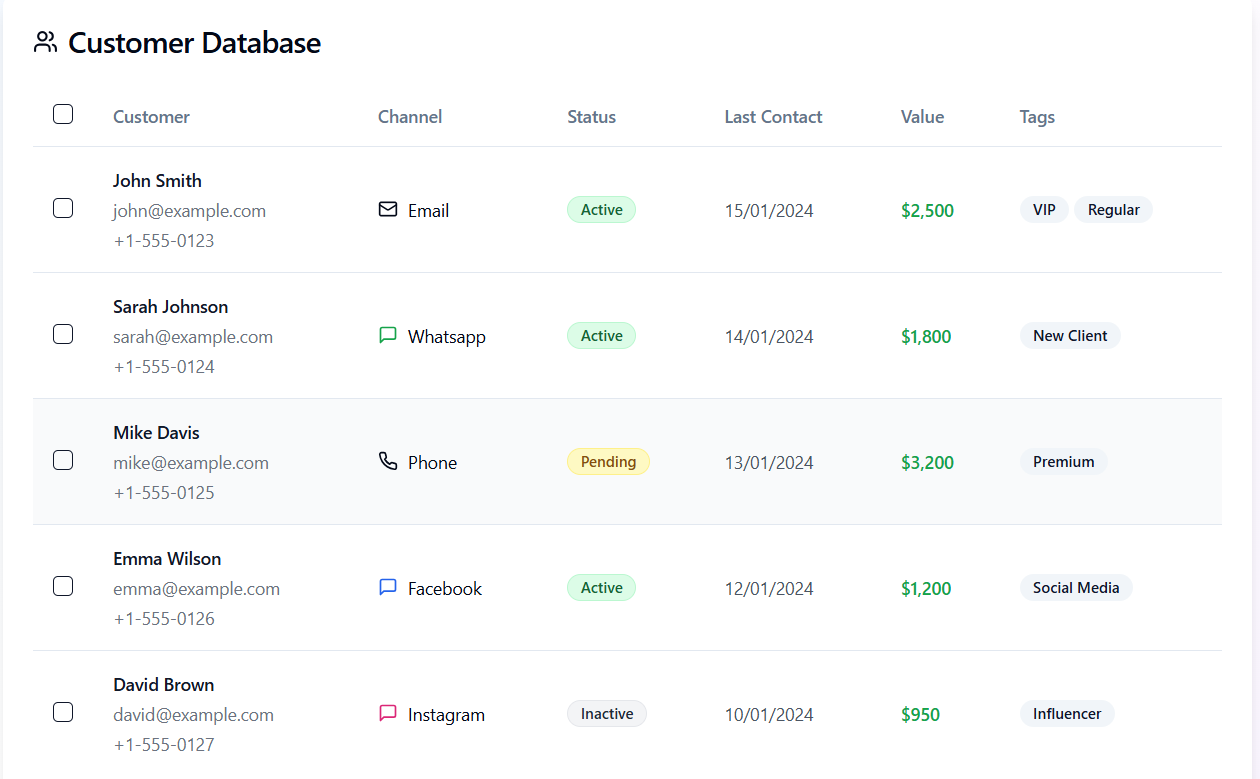 Customer Database
Customer Channel Status Last Contact Value Tags
John Smith
john@example.com Email Active 15/01/2024 $2,500 VIP Regular
+1-555-0123
Sarah Johnson
sarah@example.com Whatsapp Active 14/01/2024 $1,800 New Client
+1-555-0124
Mike Davis
mike@example.com Phone Pending 13/01/2024 $3,200 Premium
+1-555-0125
Emma Wilson
emma@example.com Facebook Active 12/01/2024 $1,200 Social Media
+1-555-0126
David Brown
david@example.com Instagram Inactive 10/01/2024 $950 Influencer
+1-555-0127